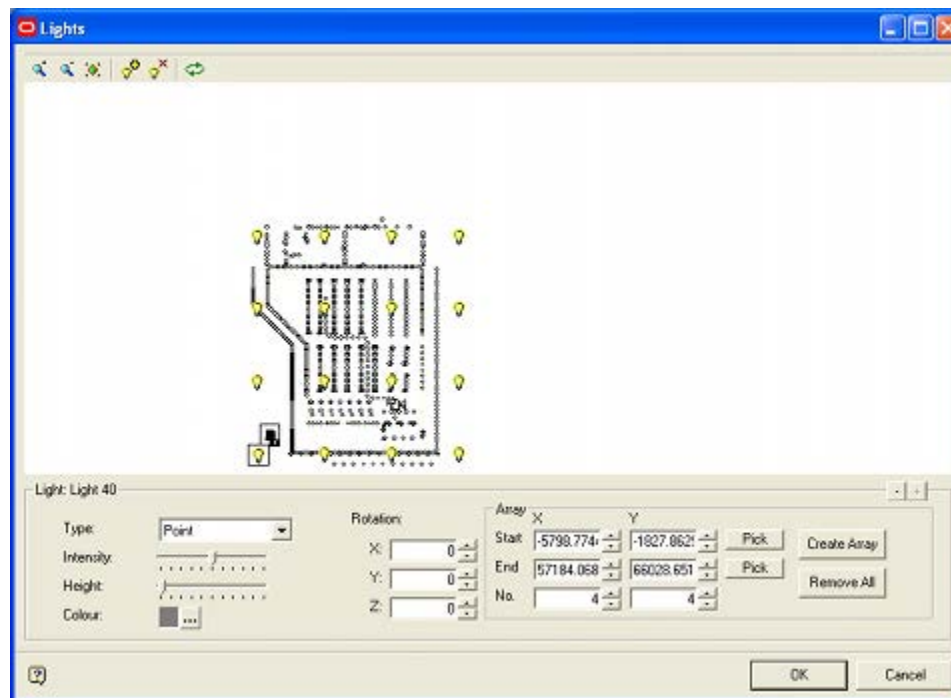 Lights
Light: Light 40
Type:
Point
Intensity:
Height:
Colour:
...
Rotation:
X:
0
Y:
0
Z:
0
Array
X
Y
Start
-5798.774
-1827.862
Pick
End
57184.068
66028.651
Pick
No.
4
4
Create Array
Remove All
OK
Cancel